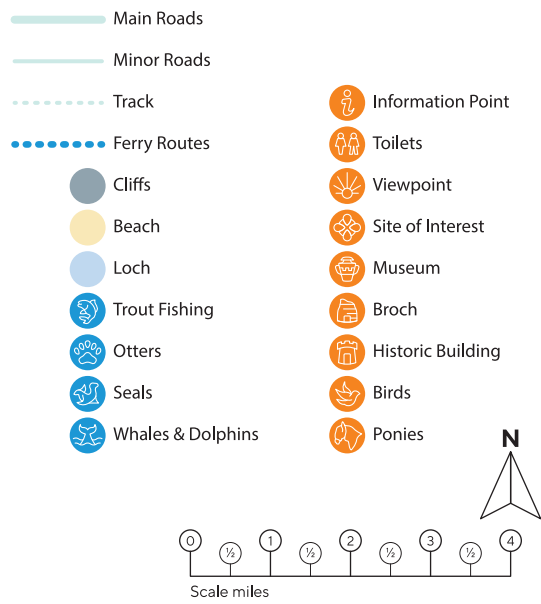 Main Roads
Minor Roads
Track
Ferry Routes
Cliffs
Beach
Loch
Trout Fishing
Otters
Seals
Whales & Dolphins
Information Point
Toilets
Viewpoint
Site of Interest
Museum
Broch
Historic Building
Birds
Ponies
N
0 ½ 1 ½ 2 ½ 3 ½ 4
Scale miles